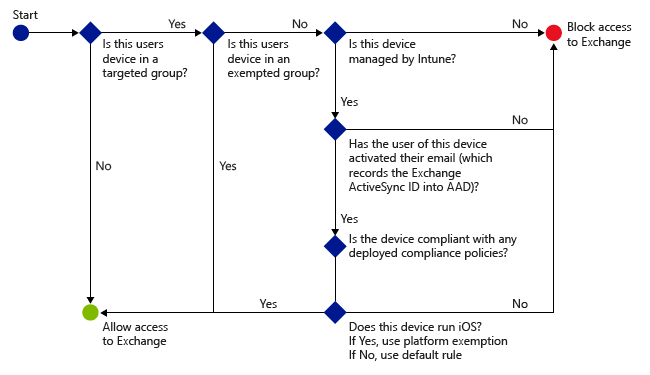 Start
Yes
No
No
Is this users
device in a
targeted group?
Is this users
device in an
exempted group?
Is this device
managed by Intune?
Block access
to Exchange
Yes
No
Has the user of this device
activated their email (which
records the Exchange
ActiveSync ID into AAD)?
No
Yes
Yes
Is the device compliant with any
deployed compliance policies?
Yes
No
Allow access
to Exchange
Does this device run iOS?
If Yes, use platform exemption
If No, use default rule